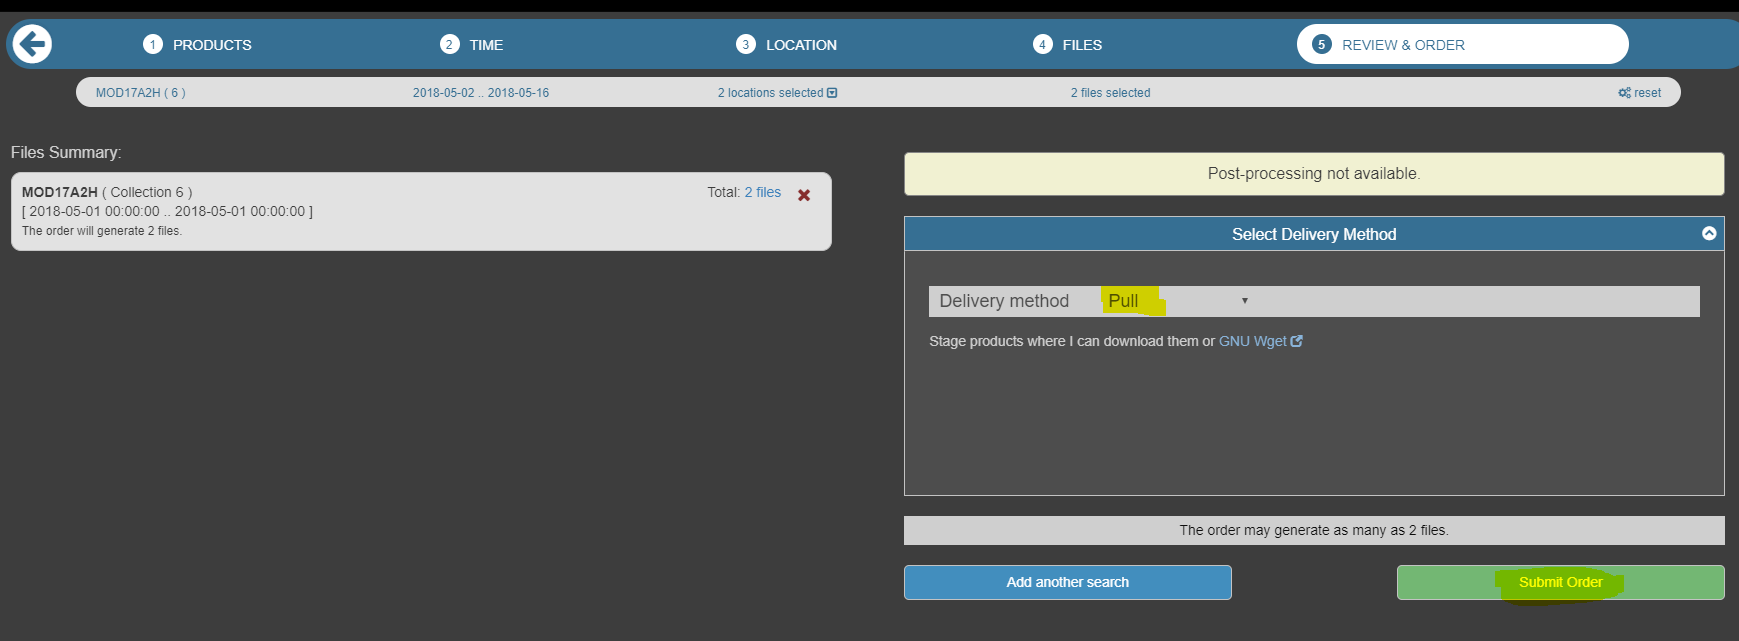 1 PRODUCTS 2 TIME 3 LOCATION 4 FILES 5 REVIEW & ORDER
MOD17A2H ( 6 ) 2018-05-02 .. 2018-05-16 2 locations selected 2 files selected reset
Files Summary:
MOD17A2H ( Collection 6 ) Total: 2 files
[ 2018-05-01 00:00:00 .. 2018-05-01 00:00:00 ]
The order will generate 2 files.
Post-processing not available.
Select Delivery Method
Delivery method Pull
Stage products where I can download them or GNU Wget
The order may generate as many as 2 files.
Add another search Submit Order